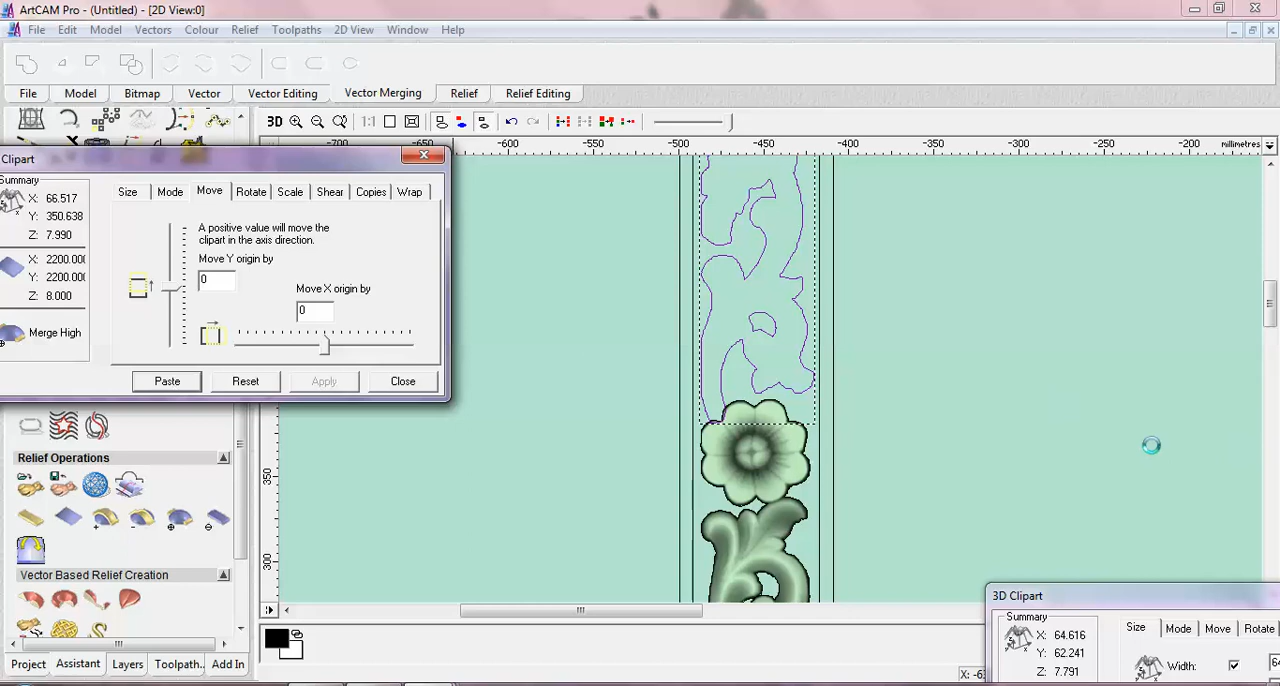 ArtCAM Pro - (Untitled) - [2D View:0]
File Edit Model Vectors Colour Relief Toolpaths 2D View Window Help
File Model Bitmap Vector Vector Editing Vector Merging Relief Relief Editing
3D 1:1
-700 -650 -600 -550 -500 -450 -400 -350 -300 -250 -200 millimetres
Clipart
Summary
X: 66.517
Y: 350.638
Z: 7.990
X: 2200.000
Y: 2200.000
Z: 8.000
Merge High
Size Mode Move Rotate Scale Shear Copies Wrap
A positive value will move the
clipart in the axis direction.
Move Y origin by
0
Move X origin by
0
Paste Reset Apply Close
Relief Operations
Vector Based Relief Creation
350
300
Project Assistant Layers Toolpath... Add In
3D Clipart
Summary
X: 64.616
Y: 62.241
Z: 7.791
Size Mode Move Rotate
Width: